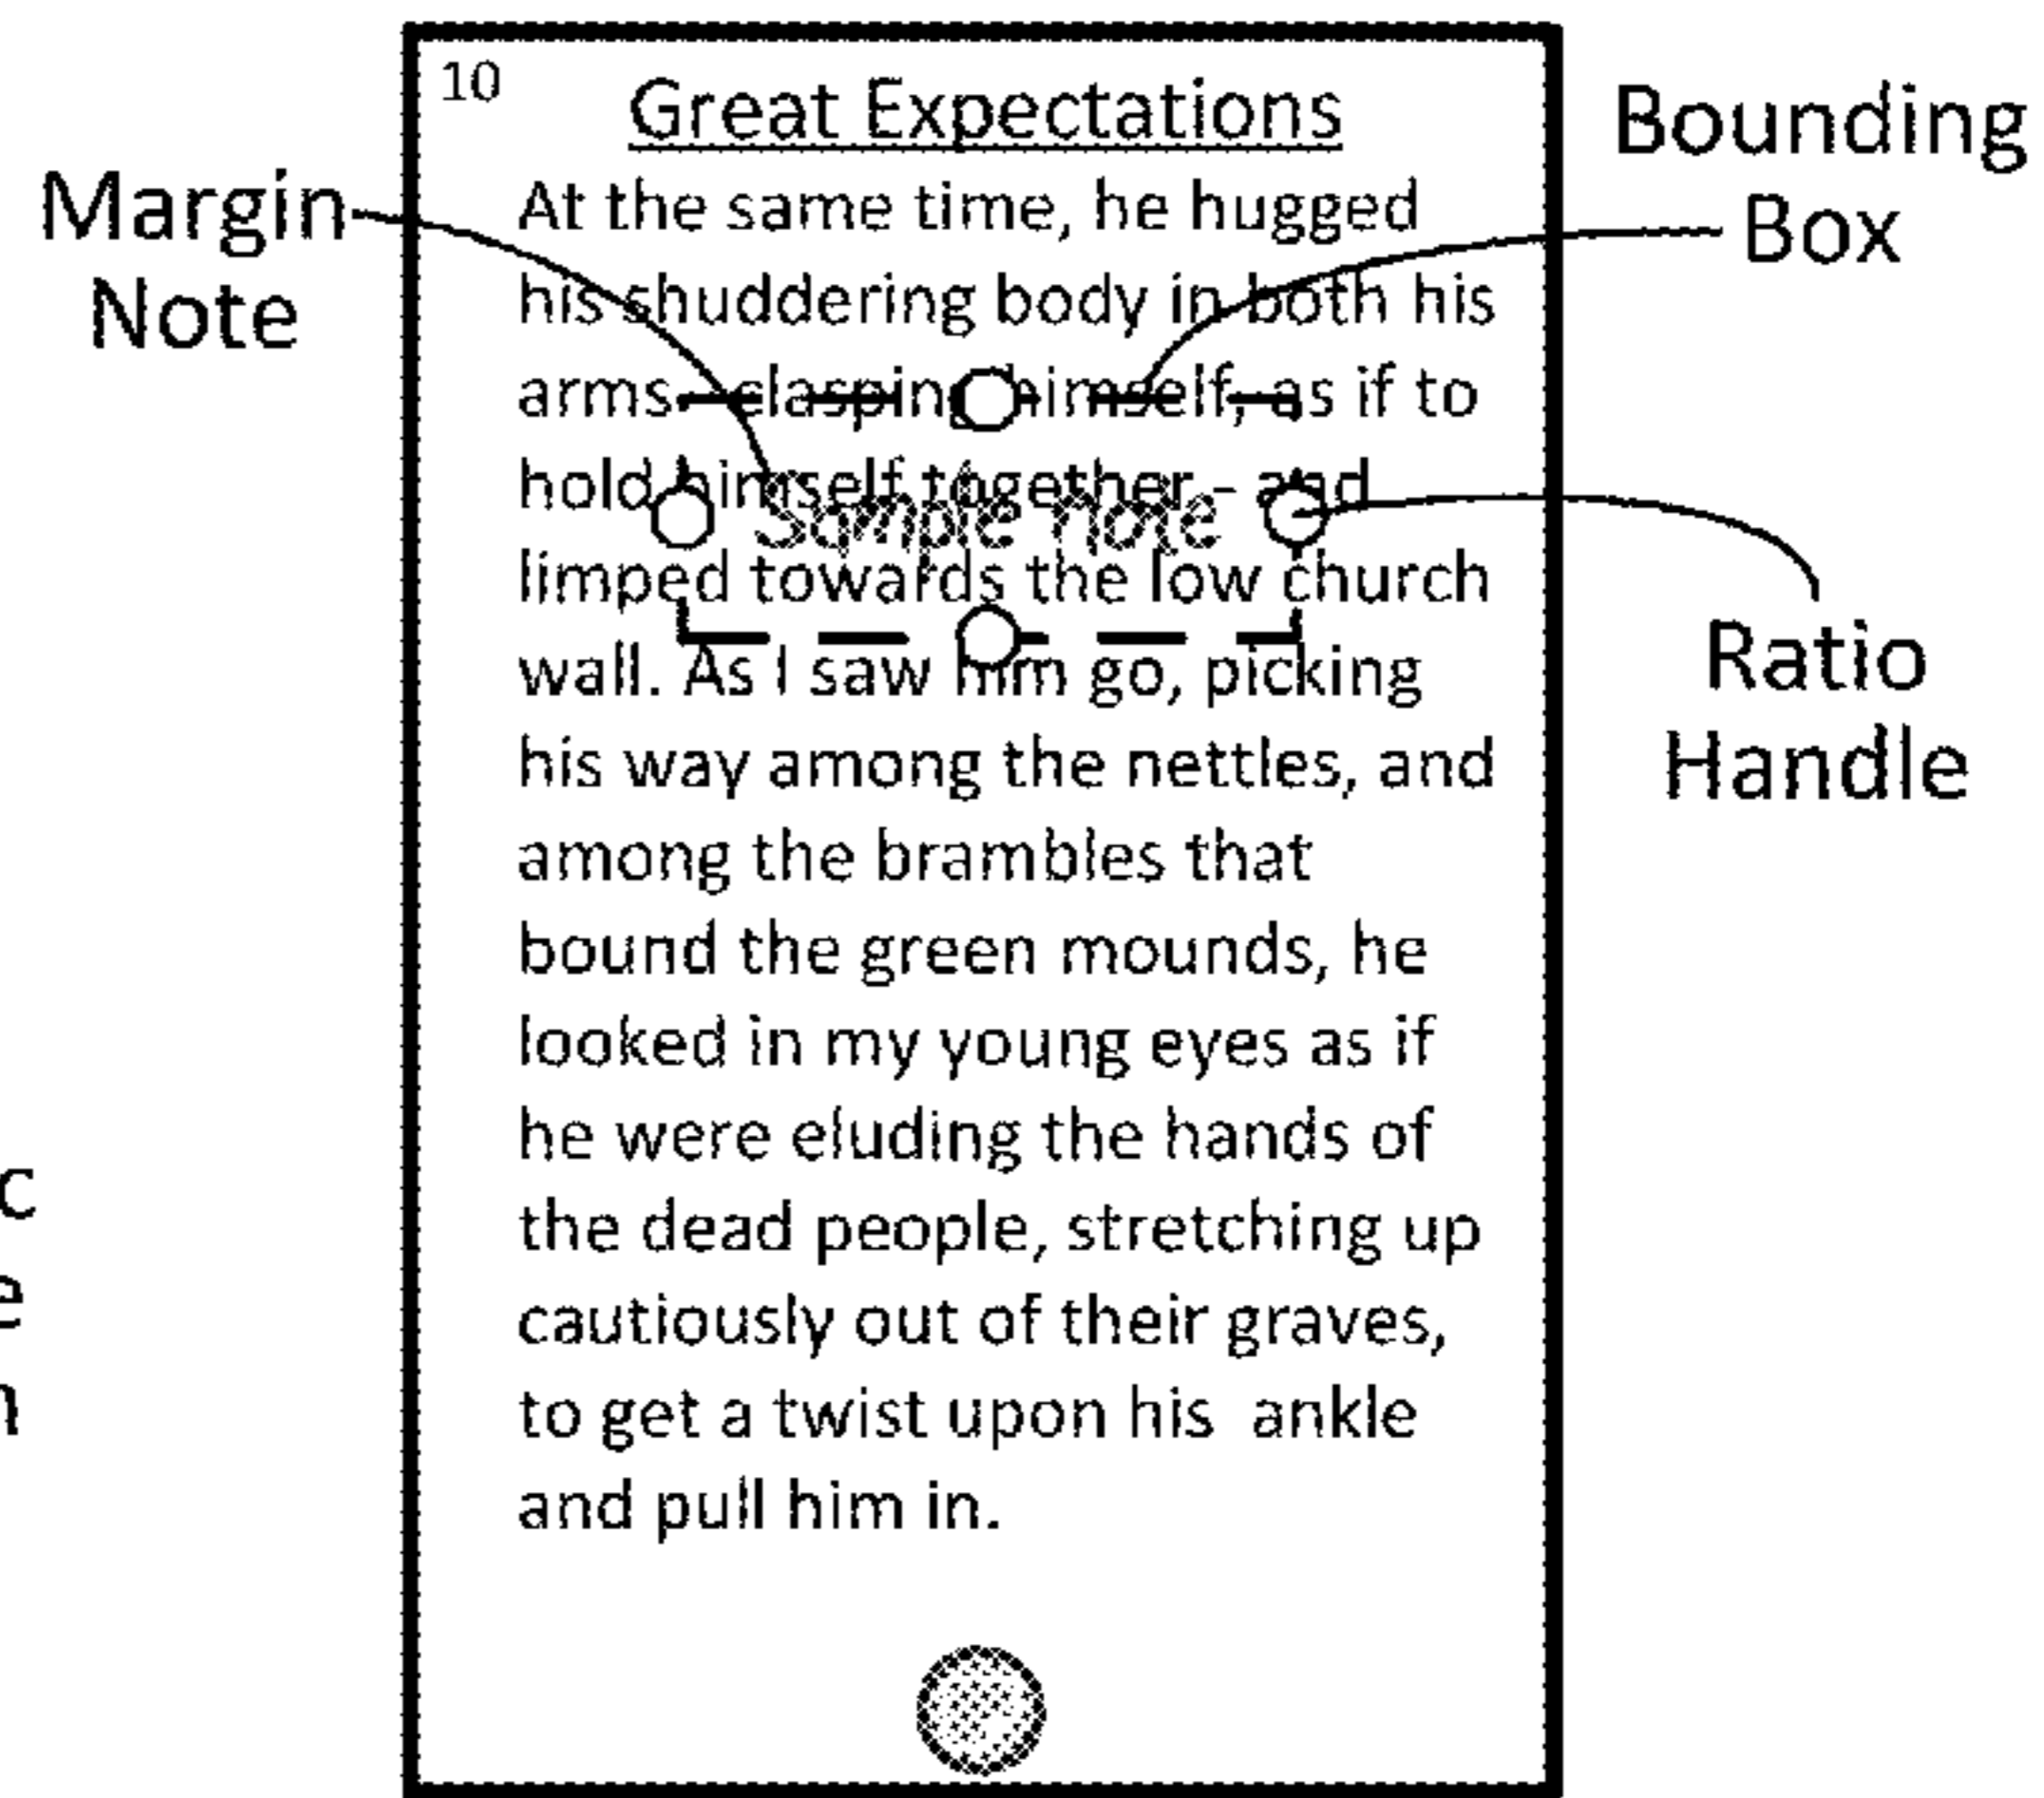 10
Great Expectations
Margin
Note
Bounding
Box
At the same time, he hugged
his shuddering body in both his
arms - clasping himself, as if to
hold himself together - and
Sample note
limped towards the low church
wall. As I saw him go, picking
his way among the nettles, and
among the brambles that
bound the green mounds, he
looked in my young eyes as if
he were eluding the hands of
the dead people, stretching up
cautiously out of their graves,
to get a twist upon his ankle
and pull him in.
Ratio
Handle
c
e
n